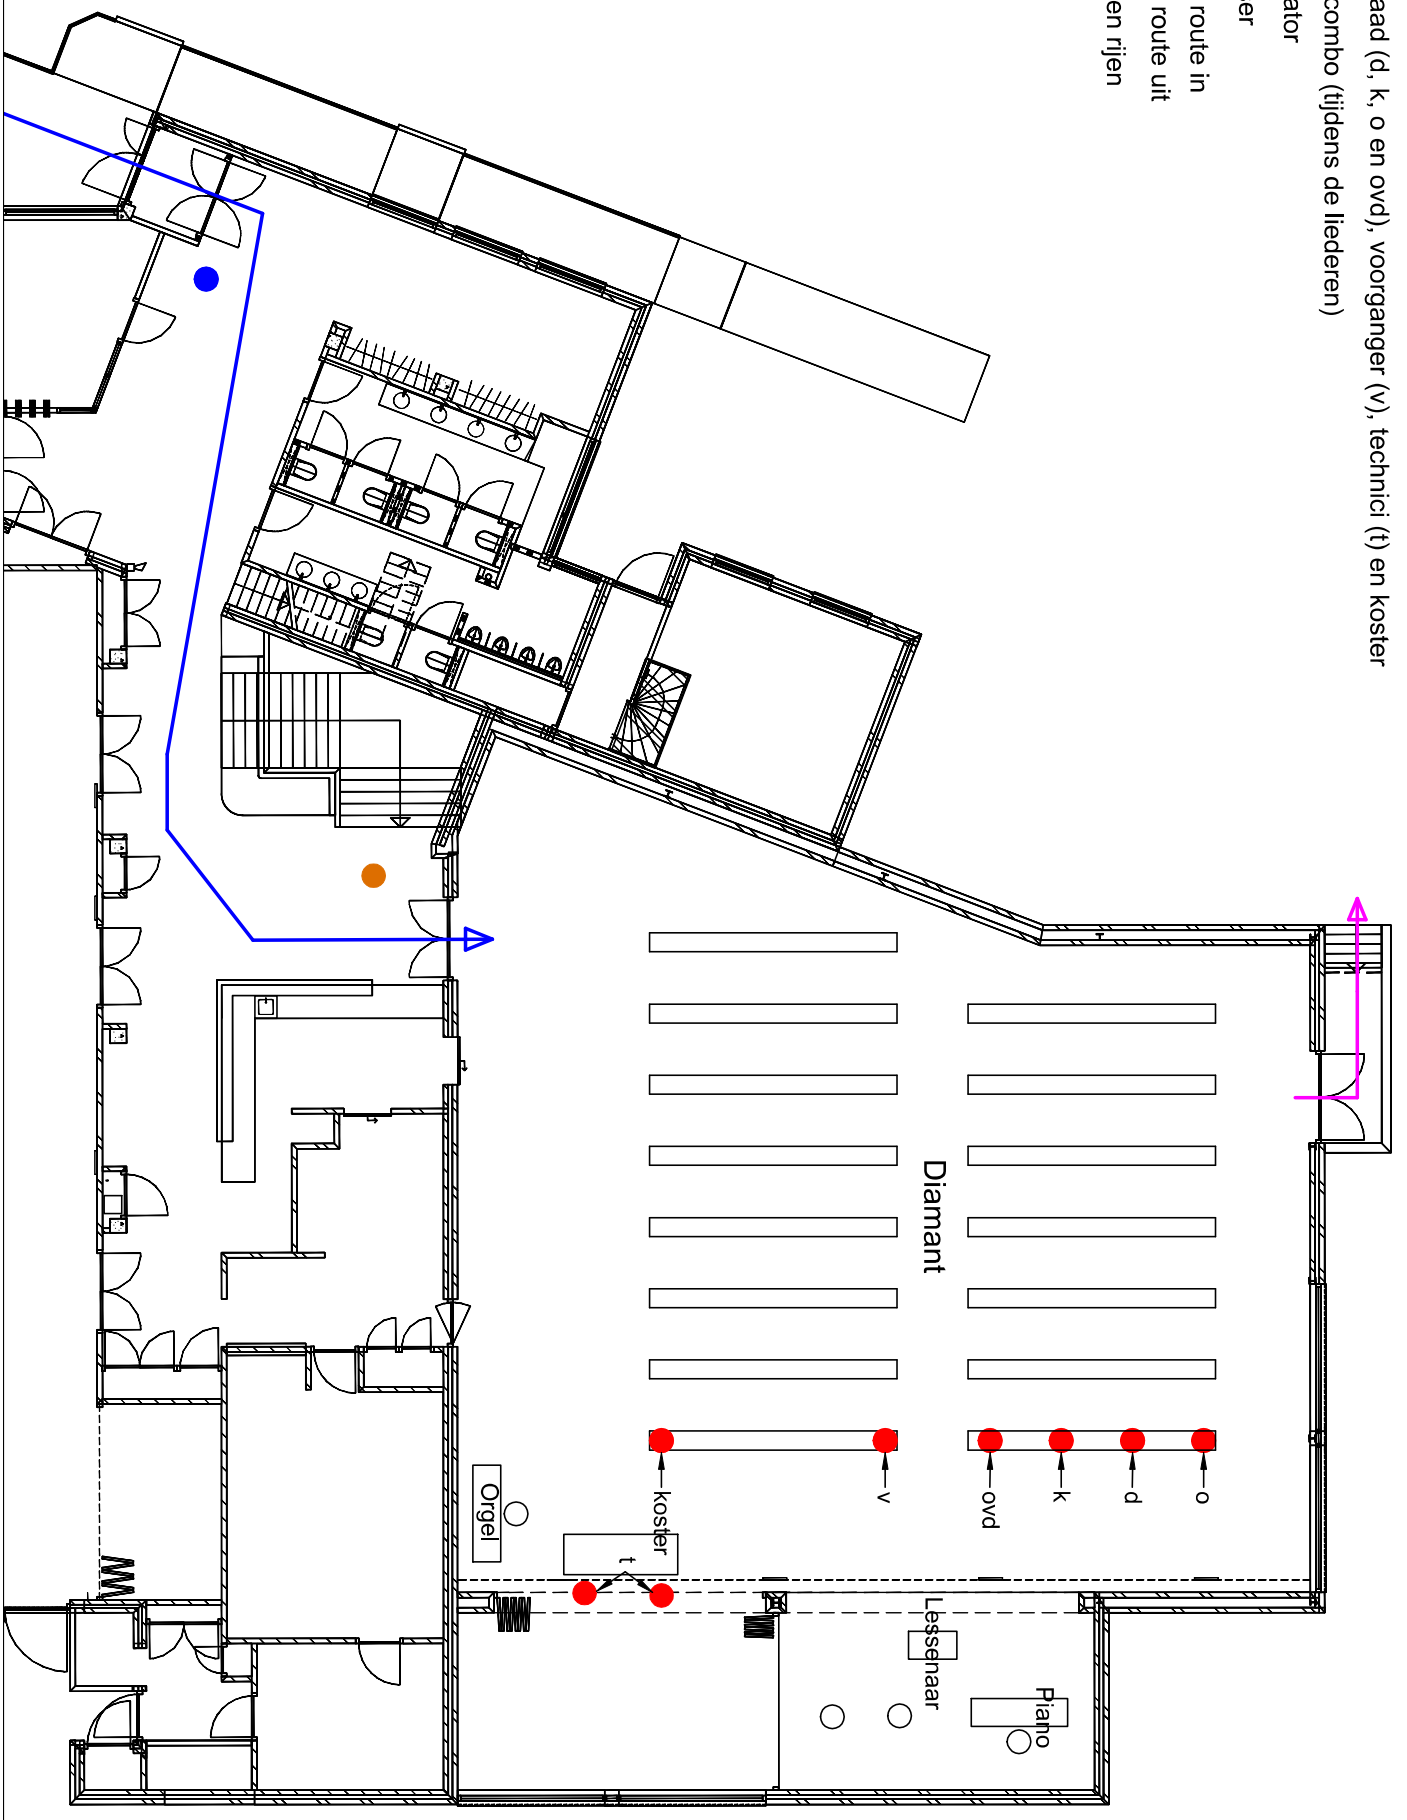 aad (d, k, o en ovd), voorganger (v), technici (t) en koster
combo (tijdens de liederen)
ator
er
route in
route uit
en rijen
Diamant
o
d
k
ovd
v
koster
t
Orgel
Lessenaar
Piano